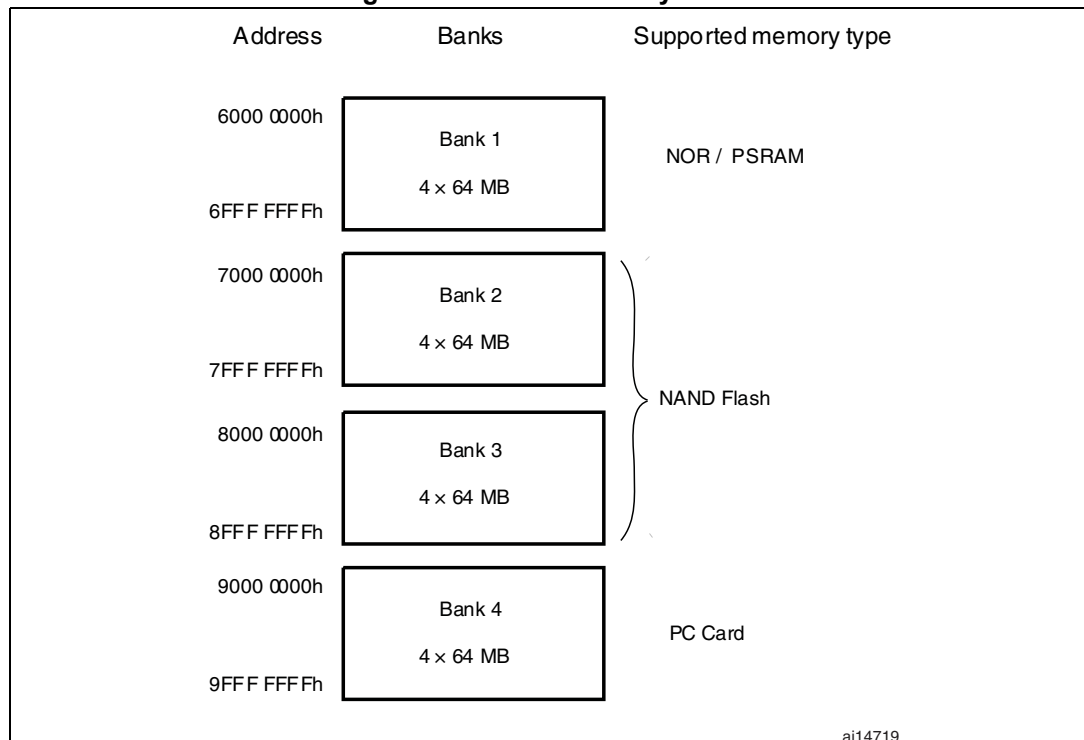 Address Banks Supported memory type
6000 0000h
Bank 1
NOR / PSRAM
4 × 64 MB
6FFF FFFFh
7000 0000h
Bank 2
4 × 64 MB
7FFF FFFFh
NAND Flash
8000 0000h
Bank 3
4 × 64 MB
8FFF FFFFh
9000 0000h
Bank 4
PC Card
4 × 64 MB
9FFF FFFFh
ai14719